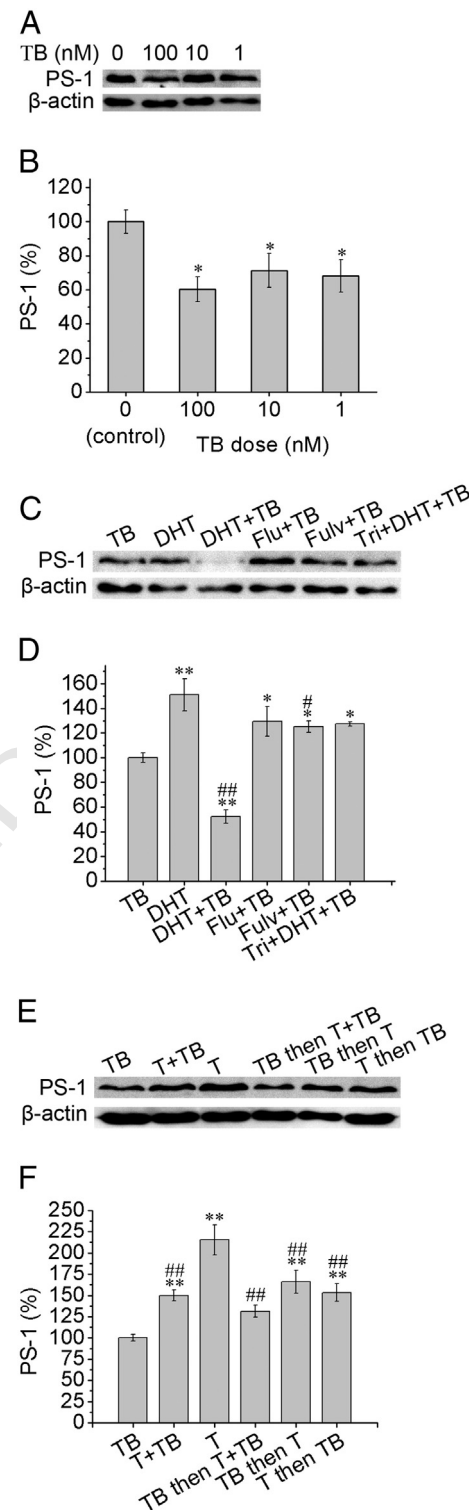 A
TB (nM) 0 100 10 1
PS-1
β-actin
B
PS-1 (%)
120
100
80
60
40
20
0
* * *
0 100 10 1
(control) TB dose (nM)
C
TB DHT DHT+TB Flu+TB Fulv+TB Tri+DHT+TB
PS-1
β-actin
D
PS-1 (%)
160
140
120
100
80
60
40
20
0
** ## ** * # * *
TB DHT DHT+TB Flu+TB Fulv+TB Tri+DHT+TB
E
TB T+TB T TB then T+TB TB then T T then TB
PS-1
β-actin
F
PS-1 (%)
250
225
200
175
150
125
100
75
50
25
0
## ** ** ## ## ** ## **
TB T+TB T TB then T+TB TB then T T then TB